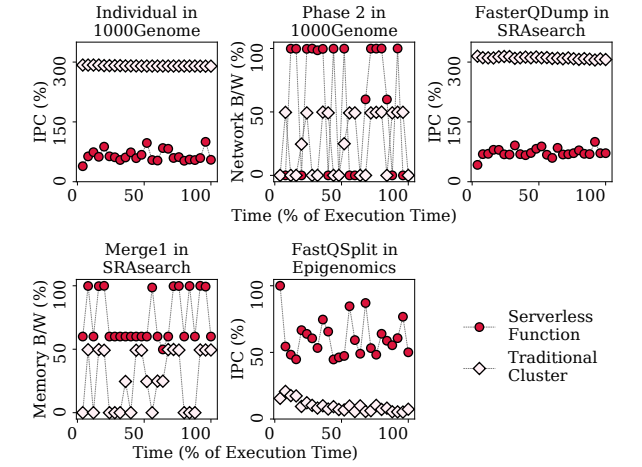 Individual in
1000Genome
Phase 2 in
1000Genome
FasterQDump in
SRAsearch
IPC (%)
0 150 300
0 50 100
Network B/W (%)
0 50 100
0 50 100
IPC (%)
0 150 300
0 50 100
Time (% of Execution Time)
Merge1 in
SRAsearch
FastQSplit in
Epigenomics
Memory B/W (%)
0 50 100
0 50 100
IPC (%)
0 50 100
0 50 100
Time (% of Execution Time)
Serverless
Function
Traditional
Cluster